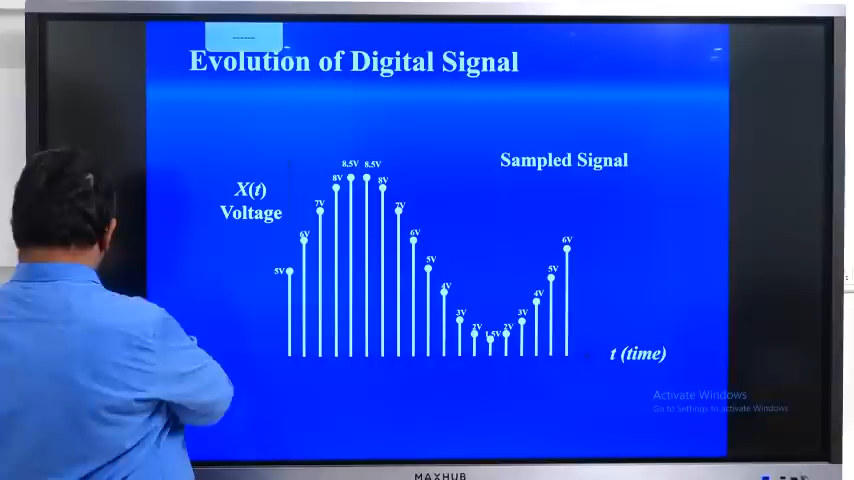 Evolution of Digital Signal
Sampled Signal
X(t)
Voltage
5V
6V
7V
8V
8.5V
8.5V
8V
7V
6V
5V
4V
3V
2V
1.5V
2V
3V
4V
5V
6V
t (time)
Activate Windows
Go to Settings to activate Windows
MAXHUB